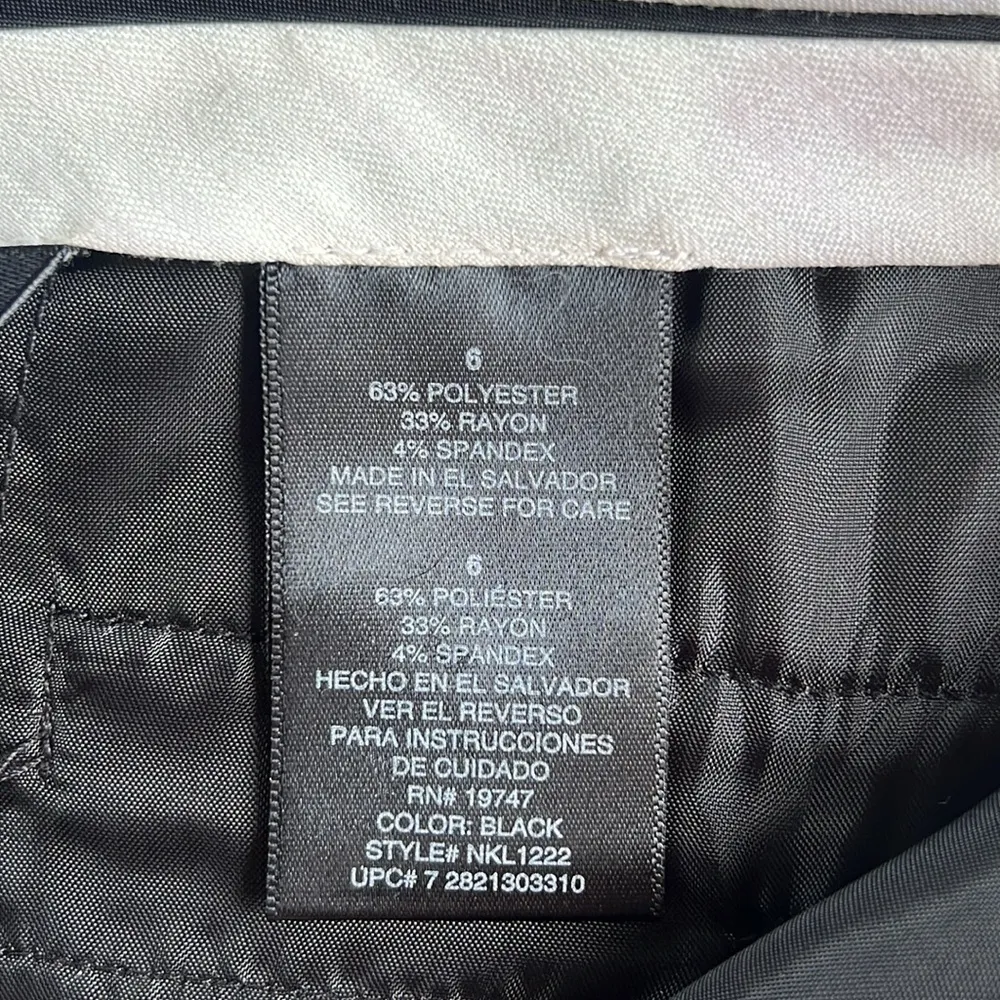 6
63% POLYESTER
33% RAYON
4% SPANDEX
MADE IN EL SALVADOR
SEE REVERSE FOR CARE
6
63% POLIÉSTER
33% RAYON
4% SPANDEX
HECHO EN EL SALVADOR
VER EL REVERSO
PARA INSTRUCCIONES
DE CUIDADO
RN# 19747
COLOR: BLACK
STYLE# NKL1222
UPC# 7 2821303310